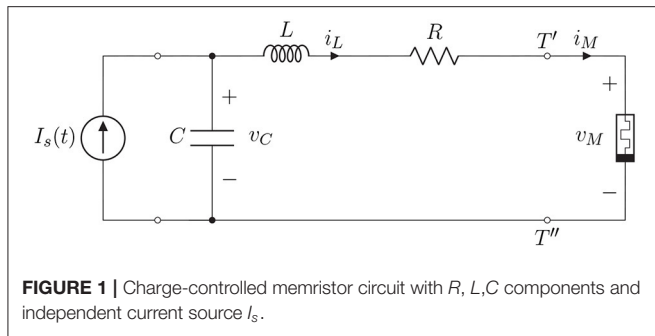 L
i_L
R
T′
i_M
+
+
I_s(t)
C
v_C
v_M
−
−
T″
FIGURE 1 | Charge-controlled memristor circuit with R, L,C components and
independent current source I_s.